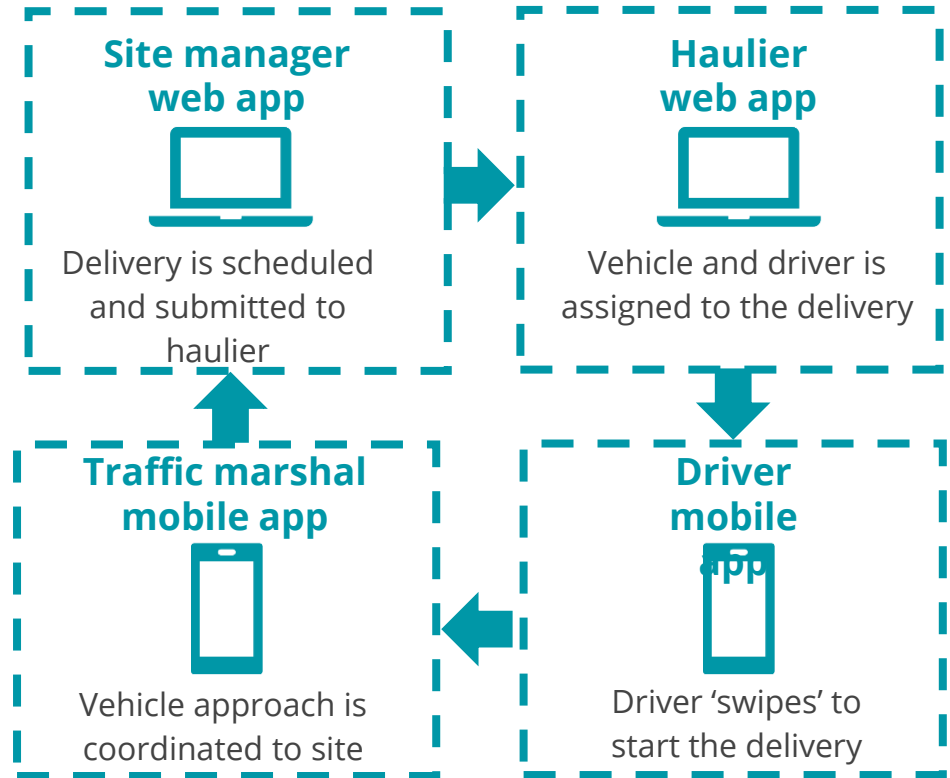 Site manager
web app
Delivery is scheduled
and submitted to
haulier
Haulier
web app
Vehicle and driver is
assigned to the delivery
Traffic marshal
mobile app
Vehicle approach is
coordinated to site
Driver
mobile
app
Driver ‘swipes’ to
start the delivery